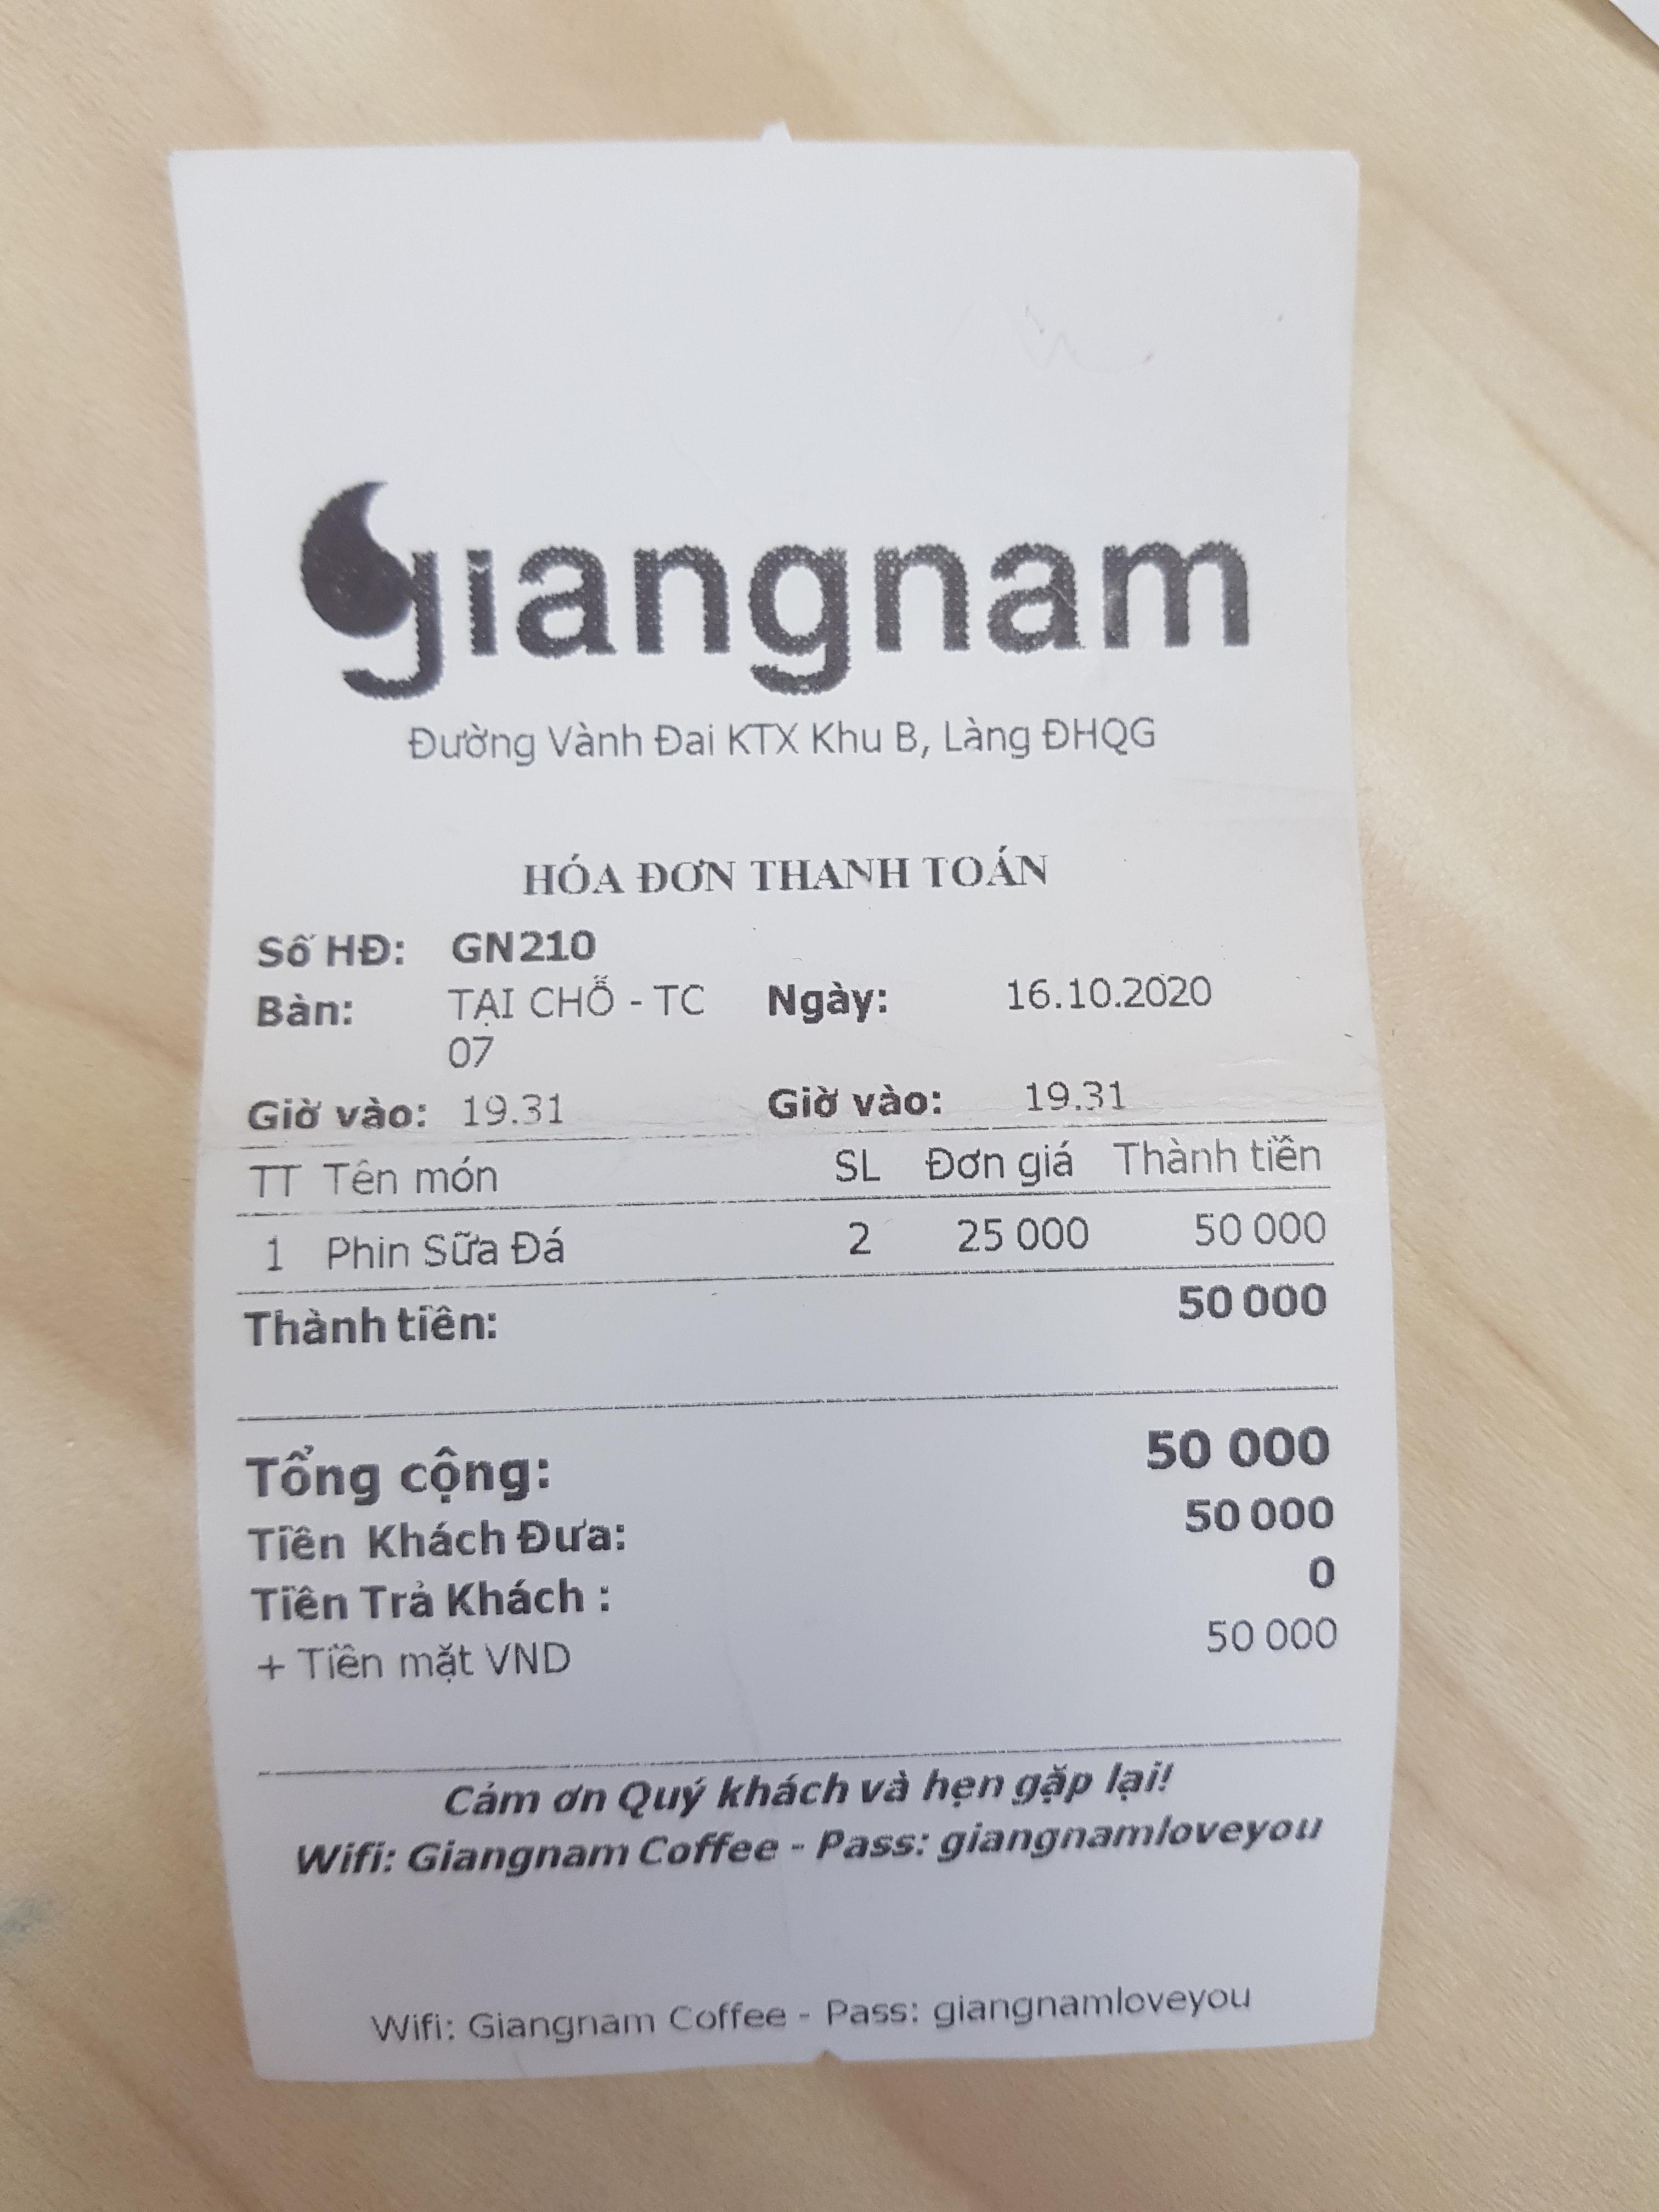 giangnam
Đường Vành Đai KTX Khu B, Làng ĐHQG
HÓA ĐƠN THANH TOÁN
Số HĐ: GN210
Bàn: TẠI CHỖ - TC Ngày: 16.10.2020
07
Giờ vào: 19.31 Giờ vào: 19.31
TT Tên món SL Đơn giá Thành tiền
1 Phin Sữa Đá 2 25 000 50 000
Thành tiền: 50 000
Tổng cộng: 50 000
Tiền Khách Đưa: 50 000
Tiền Trả Khách : 0
+ Tiền mặt VND 50 000
Cảm ơn Quý khách và hẹn gặp lại!
Wifi: Giangnam Coffee - Pass: giangnamloveyou
Wifi: Giangnam Coffee - Pass: giangnamloveyou